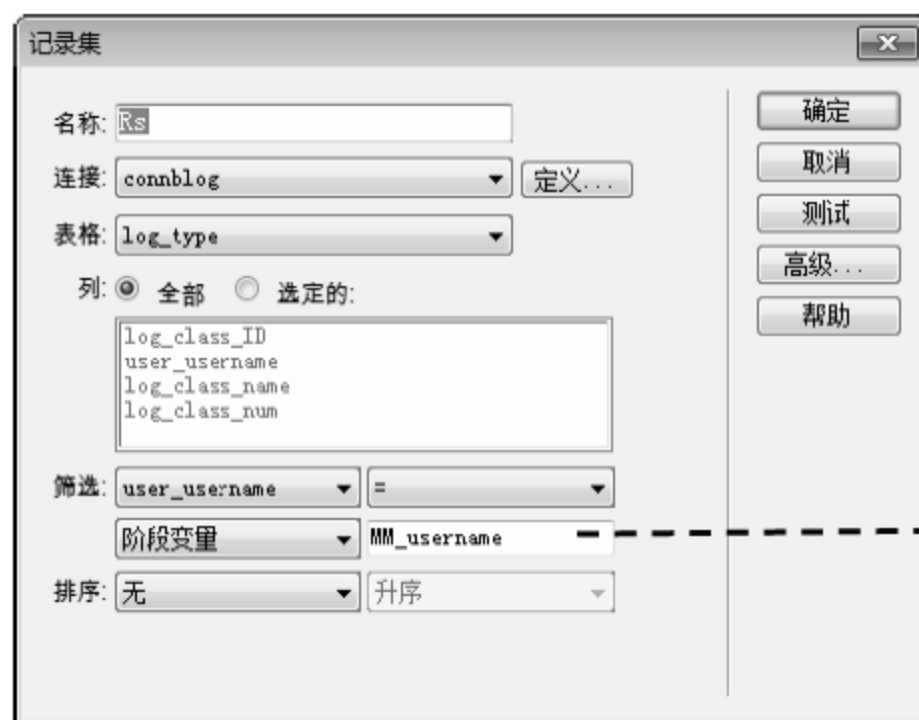 记录集
名称: Rs
连接: connblog 定义...
表格: log_type
列: 全部 选定的:
log_class_ID
user_username
log_class_name
log_class_num
筛选: user_username =
阶段变量 MM_username
排序: 无 升序
确定
取消
测试
高级...
帮助